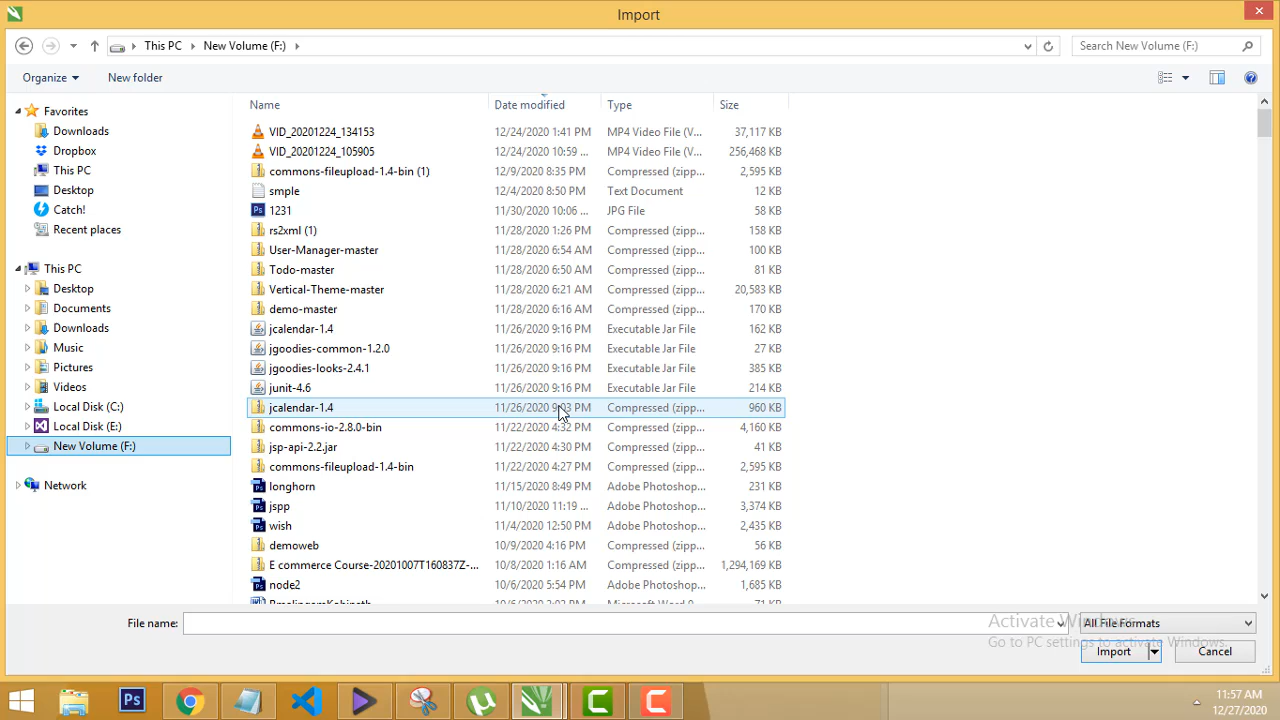 Import
This PC
New Volume (F:)
Search New Volume (F:)
Organize
New folder
Name
Date modified
Type
Size
Favorites
Downloads
Dropbox
This PC
Desktop
Catch!
Recent places
This PC
Desktop
Documents
Downloads
Music
Pictures
Videos
Local Disk (C:)
Local Disk (E:)
New Volume (F:)
Network
VID_20201224_134153 12/24/2020 1:41 PM MP4 Video File (V... 37,117 KB
VID_20201224_105905 12/24/2020 10:59 ... MP4 Video File (V... 256,468 KB
commons-fileupload-1.4-bin (1) 12/9/2020 8:35 PM Compressed (zipp... 2,595 KB
smple 12/4/2020 8:50 PM Text Document 12 KB
1231 11/30/2020 10:06 ... JPG File 58 KB
rs2xml (1) 11/28/2020 1:26 PM Compressed (zipp... 158 KB
User-Manager-master 11/28/2020 6:54 AM Compressed (zipp... 100 KB
Todo-master 11/28/2020 6:50 AM Compressed (zipp... 81 KB
Vertical-Theme-master 11/28/2020 6:21 AM Compressed (zipp... 20,583 KB
demo-master 11/28/2020 6:16 AM Compressed (zipp... 170 KB
jcalendar-1.4 11/26/2020 9:16 PM Executable Jar File 162 KB
jgoodies-common-1.2.0 11/26/2020 9:16 PM Executable Jar File 27 KB
jgoodies-looks-2.4.1 11/26/2020 9:16 PM Executable Jar File 385 KB
junit-4.6 11/26/2020 9:16 PM Executable Jar File 214 KB
jcalendar-1.4 11/26/2020 9:03 PM Compressed (zipp... 960 KB
commons-io-2.8.0-bin 11/22/2020 4:32 PM Compressed (zipp... 4,160 KB
jsp-api-2.2.jar 11/22/2020 4:30 PM Compressed (zipp... 41 KB
commons-fileupload-1.4-bin 11/22/2020 4:27 PM Compressed (zipp... 2,595 KB
longhorn 11/15/2020 8:49 PM Adobe Photoshop... 231 KB
jspp 11/10/2020 11:19 ... Adobe Photoshop... 3,374 KB
wish 11/4/2020 12:50 PM Adobe Photoshop... 2,435 KB
demoweb 10/9/2020 4:16 PM Compressed (zipp... 56 KB
E commerce Course-20201007T160837Z-... 10/8/2020 1:16 AM Compressed (zipp... 1,294,169 KB
node2 10/6/2020 5:54 PM Adobe Photoshop... 1,685 KB
File name:
All File Formats
Activate Windows
Go to PC settings to activate Windows.
Import
Cancel
Ps
11:57 AM
12/27/2020